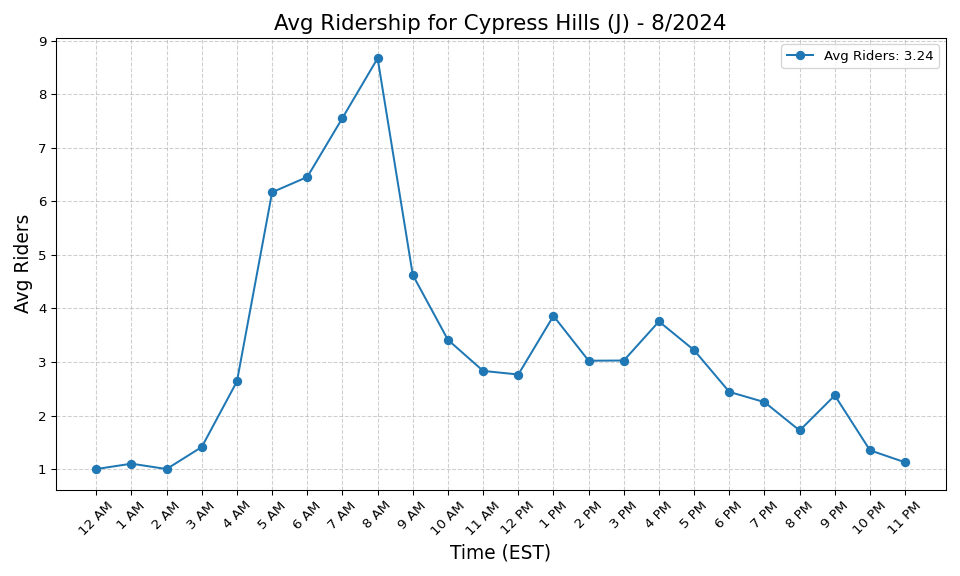 Avg Ridership for Cypress Hills (J) - 8/2024
Avg Riders: 3.24
Avg Riders
9
8
7
6
5
4
3
2
1
12 AM
1 AM
2 AM
3 AM
4 AM
5 AM
6 AM
7 AM
8 AM
9 AM
10 AM
11 AM
12 PM
1 PM
2 PM
3 PM
4 PM
5 PM
6 PM
7 PM
8 PM
9 PM
10 PM
11 PM
Time (EST)